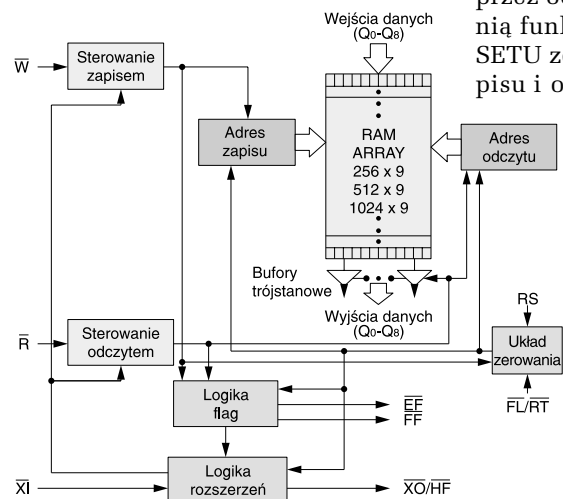 przez od
nią funk
SETU ze
pisu i o
Wejścia danych
(Q0-Q8)
W
Sterowanie
zapisem
Adres
zapisu
RAM
ARRAY
256 x 9
512 x 9
1024 x 9
Adres
odczytu
Bufory
trójstanowe
Wyjścia danych
(Q0-Q8)
RS
R
Sterowanie
odczytem
Układ
zerowania
Logika
flag
EF
FF
FL/RT
XI
Logika
rozszerzeń
XO/HF